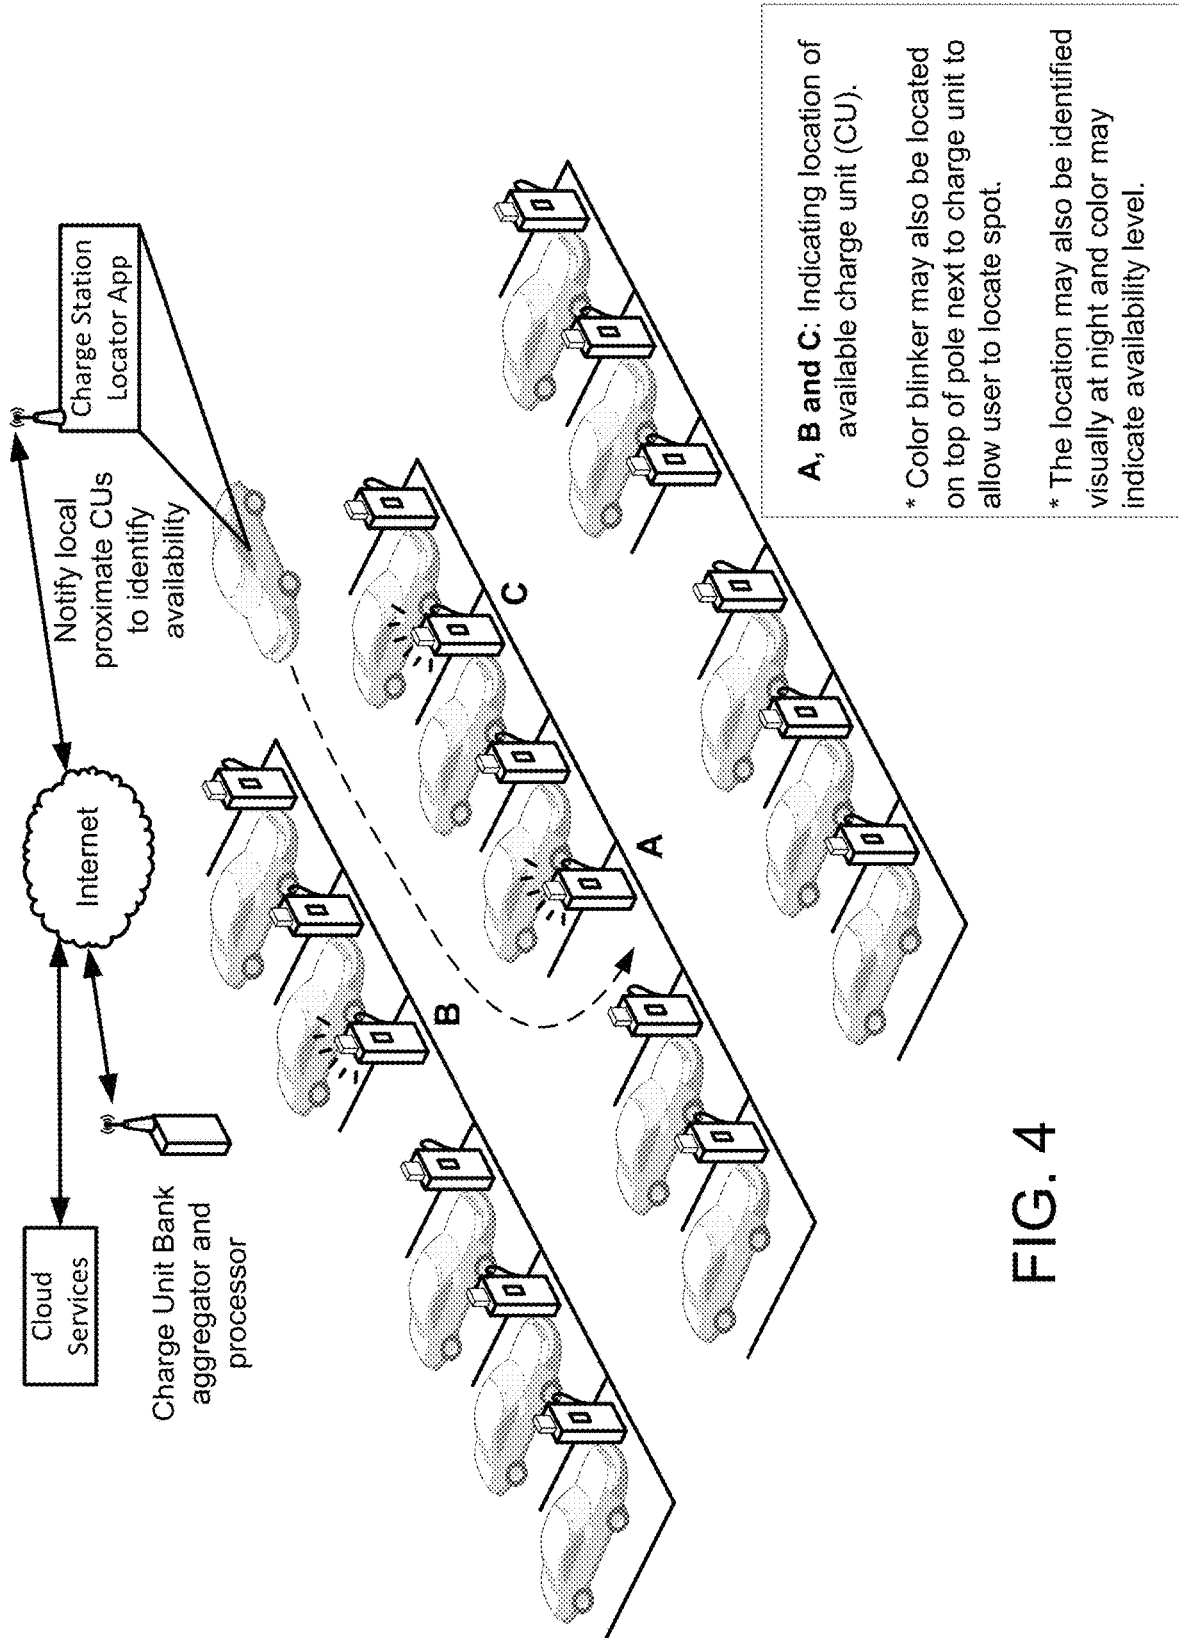 Cloud
Services
Internet
Charge Station
Locator App
Notify local
proximate CUs
to identify
availability
Charge Unit Bank
aggregator and
processor
B
C
A
A, B and C: Indicating location of
available charge unit (CU).
* Color blinker may also be located
on top of pole next to charge unit to
allow user to locate spot.
* The location may also be identified
visually at night and color may
indicate availability level.
FIG. 4